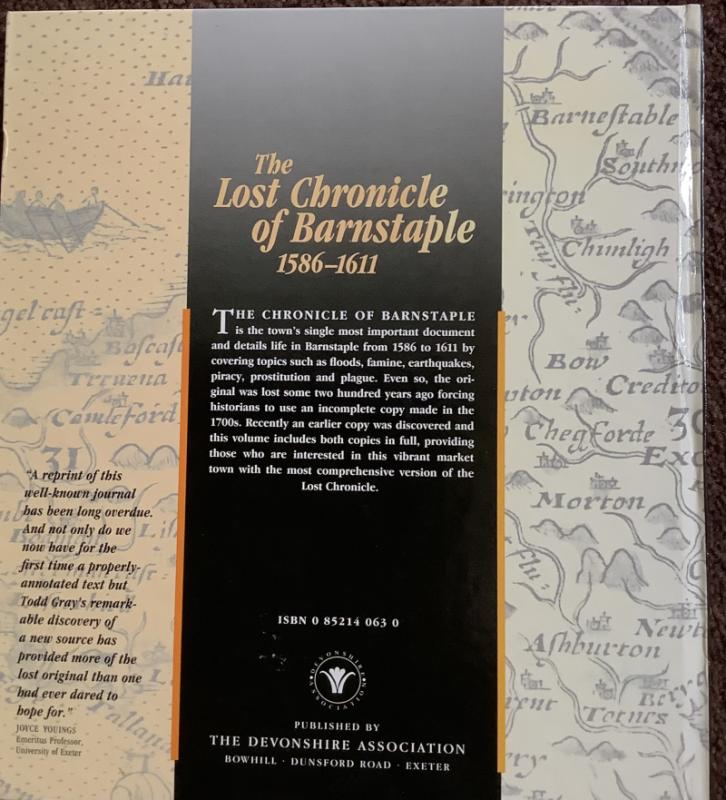 The
Lost Chronicle
of Barnstaple
1586–1611
THE CHRONICLE OF BARNSTAPLE
is the town's single most important document
and details life in Barnstaple from 1586 to 1611 by
covering topics such as floods, famine, earthquakes,
piracy, prostitution and plague. Even so, the ori-
ginal was lost some two hundred years ago forcing
historians to use an incomplete copy made in the
1700s. Recently an earlier copy was discovered and
this volume includes both copies in full, providing
those who are interested in this vibrant market
town with the most comprehensive version of the
Lost Chronicle.
"A reprint of this
well-known journal
has been long overdue.
And not only do we
now have for the
first time a properly-
annotated text but
Todd Gray's remark-
able discovery of
a new source has
provided more of the
lost original than one
had ever dared to
hope for."
JOYCE YOUINGS
Emeritus Professor,
University of Exeter
ISBN 0 85214 063 0
DEVONSHIRE ASSOCIATION
PUBLISHED BY
THE DEVONSHIRE ASSOCIATION
BOWHILL · DUNSFORD ROAD · EXETER
Barneſtable
Chimligh
Bow
Chegforde
Morton
Aſhburton
Totnes
Camleford
31